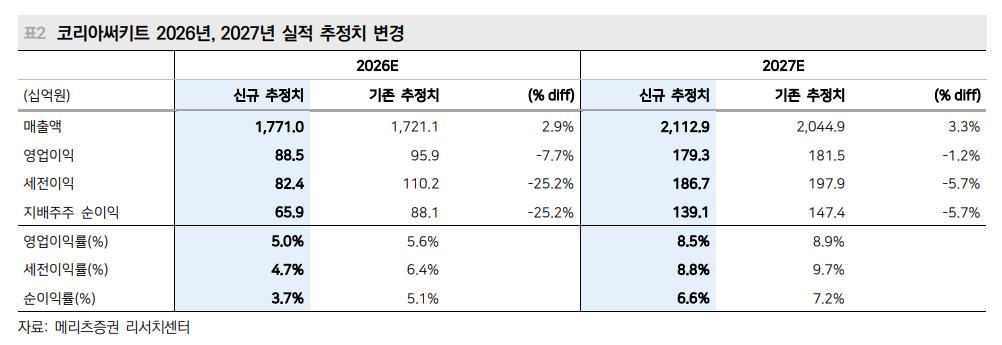 표2 코리아써키트 2026년, 2027년 실적 추정치 변경
2026E 2027E
(십억원) 신규 추정치 기존 추정치 (% diff) 신규 추정치 기존 추정치 (% diff)
매출액 1,771.0 1,721.1 2.9% 2,112.9 2,044.9 3.3%
영업이익 88.5 95.9 -7.7% 179.3 181.5 -1.2%
세전이익 82.4 110.2 -25.2% 186.7 197.9 -5.7%
지배주주 순이익 65.9 88.1 -25.2% 139.1 147.4 -5.7%
영업이익률(%) 5.0% 5.6% 8.5% 8.9%
세전이익률(%) 4.7% 6.4% 8.8% 9.7%
순이익률(%) 3.7% 5.1% 6.6% 7.2%
자료: 메리츠증권 리서치센터